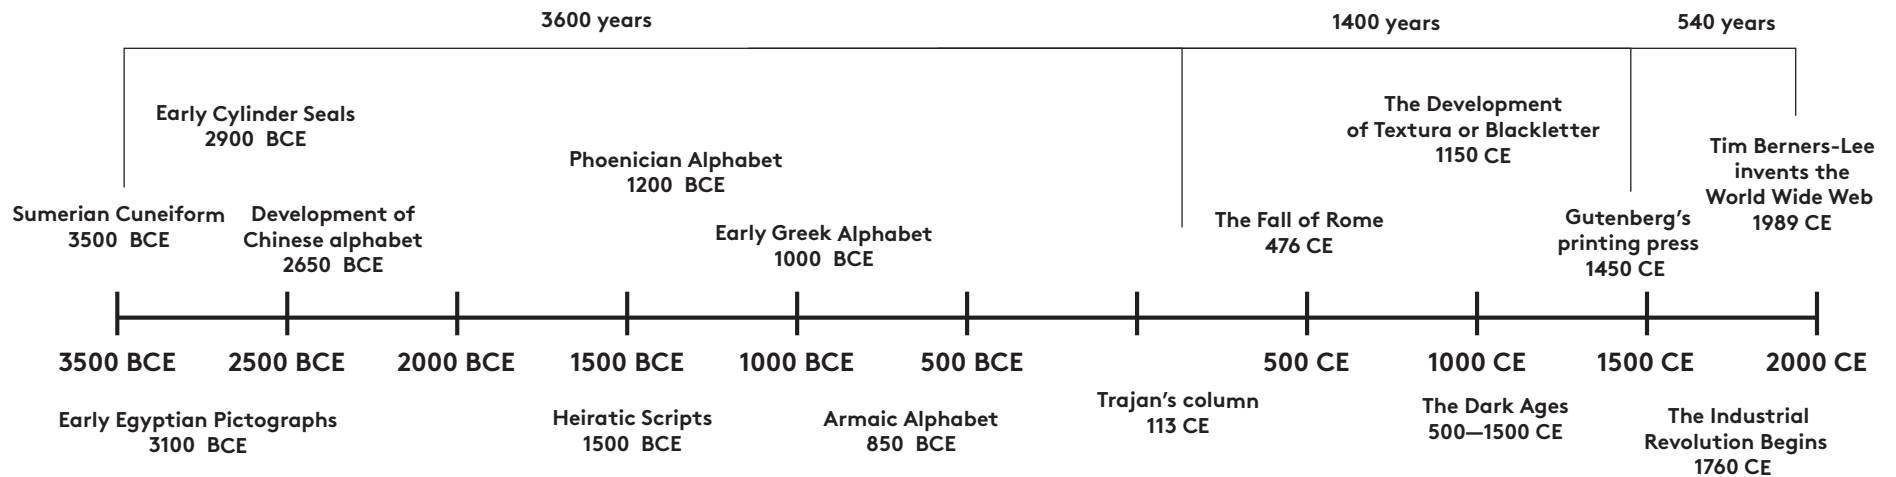 3600 years
1400 years
540 years
Early Cylinder Seals
2900 BCE
The Development
of Textura or Blackletter
1150 CE
Tim Berners-Lee
invents the
World Wide Web
1989 CE
Phoenician Alphabet
1200 BCE
Sumerian Cuneiform
3500 BCE
Development of
Chinese alphabet
2650 BCE
Early Greek Alphabet
1000 BCE
The Fall of Rome
476 CE
Gutenberg's
printing press
1450 CE
3500 BCE
2500 BCE
2000 BCE
1500 BCE
1000 BCE
500 BCE
500 CE
1000 CE
1500 CE
2000 CE
Early Egyptian Pictographs
3100 BCE
Heiratic Scripts
1500 BCE
Armaic Alphabet
850 BCE
Trajan's column
113 CE
The Dark Ages
500—1500 CE
The Industrial
Revolution Begins
1760 CE